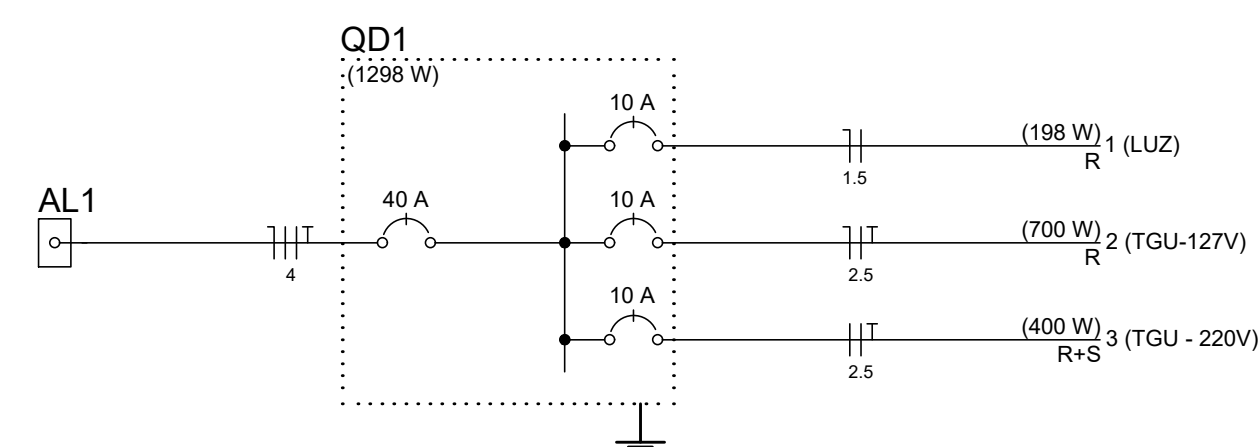 QD1
(1298 W)
AL1
4
40 A
10 A
1.5
(198 W)
R
1 (LUZ)
10 A
2.5
(700 W)
R
2 (TGU-127V)
10 A
2.5
(400 W)
R+S
3 (TGU - 220V)